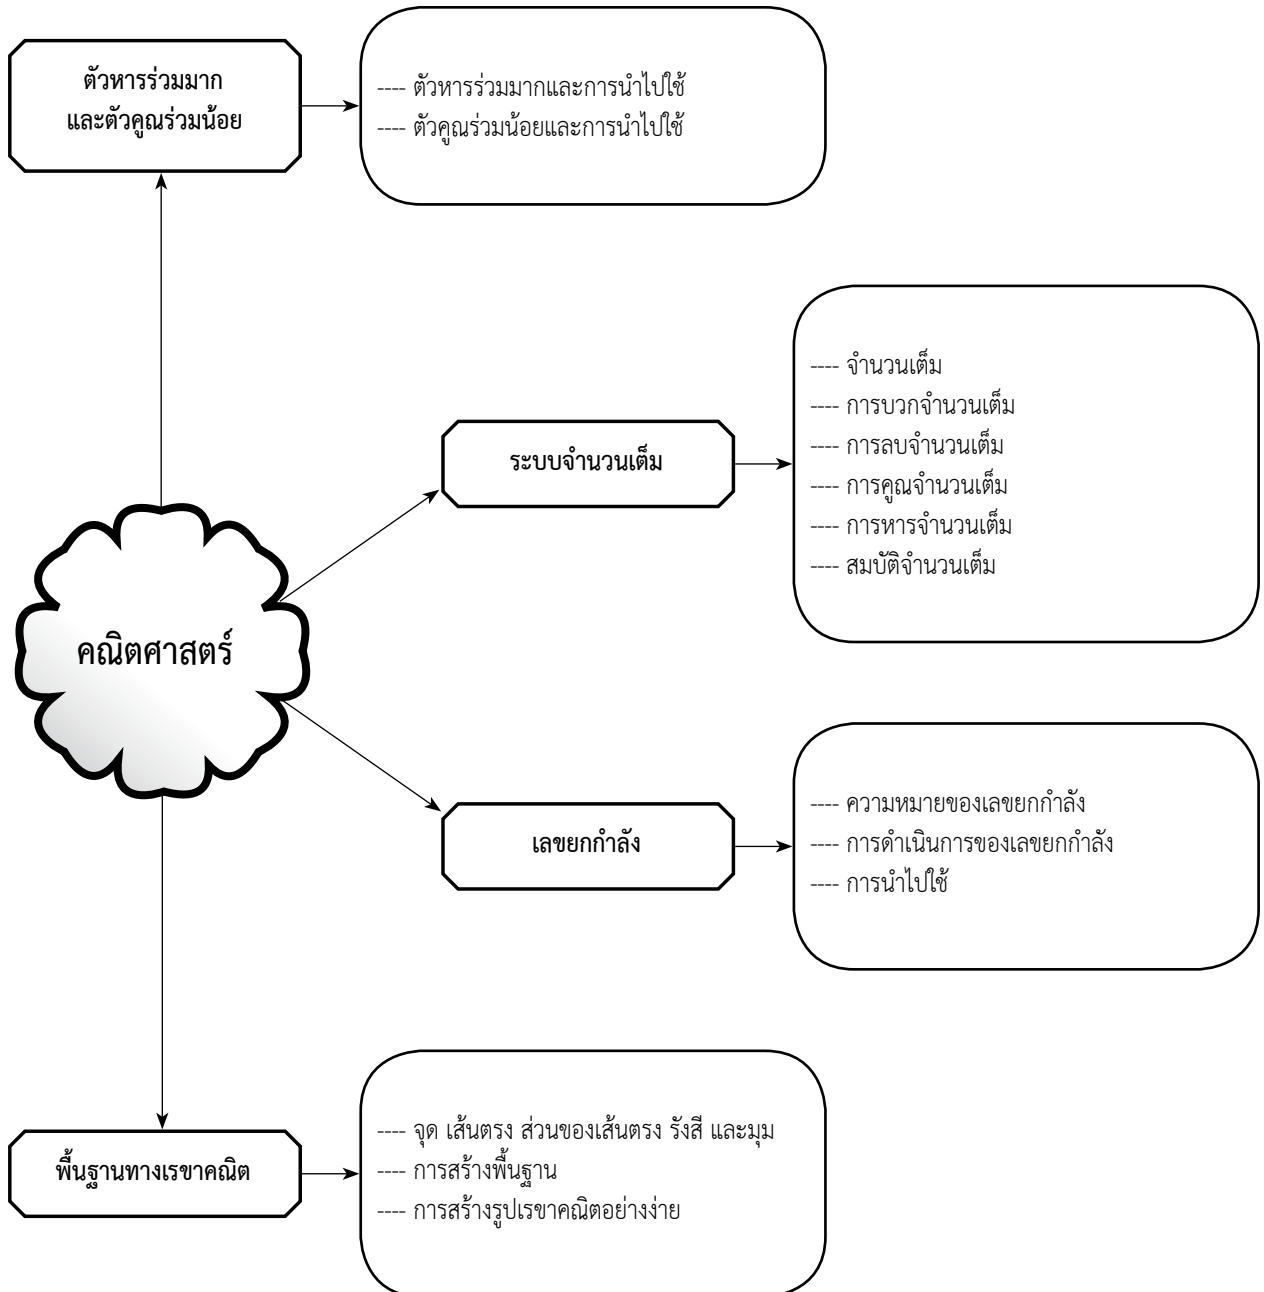 ตัวหารร่วมมาก
และตัวคูณร่วมน้อย
---- ตัวหารร่วมมากและการนำไปใช้
---- ตัวคูณร่วมน้อยและการนำไปใช้
ระบบจำนวนเต็ม
---- จำนวนเต็ม
---- การบวกจำนวนเต็ม
---- การลบจำนวนเต็ม
---- การคูณจำนวนเต็ม
---- การหารจำนวนเต็ม
---- สมบัติจำนวนเต็ม
คณิตศาสตร์
เลขยกกำลัง
---- ความหมายของเลขยกกำลัง
---- การดำเนินการของเลขยกกำลัง
---- การนำไปใช้
พื้นฐานทางเรขาคณิต
---- จุด เส้นตรง ส่วนของเส้นตรง รังสี และมุม
---- การสร้างพื้นฐาน
---- การสร้างรูปเรขาคณิตอย่างง่าย